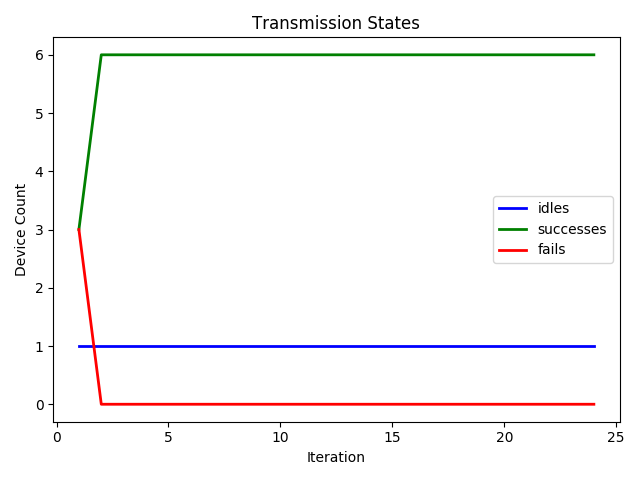 Transmission States
Device Count
6
5
4
3
2
1
0
idles
successes
fails
0 5 10 15 20 25
Iteration